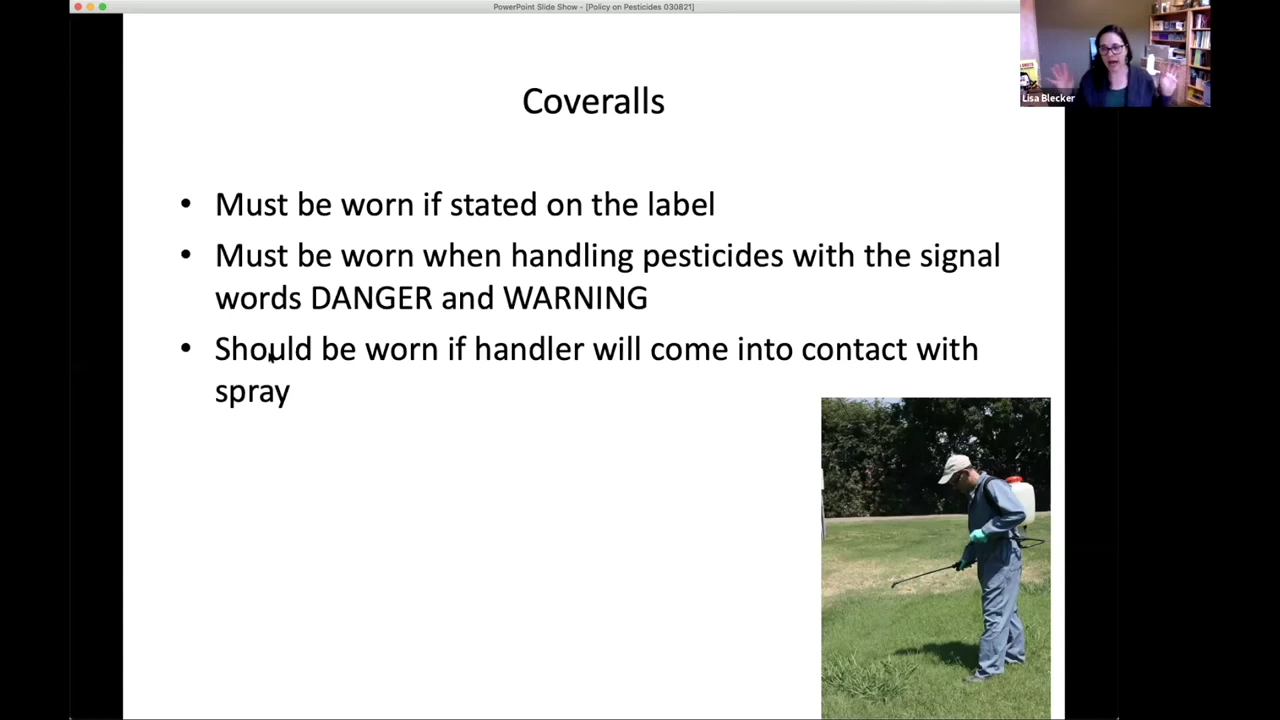 PowerPoint Slide Show - [Policy on Pesticides 030821]
Lisa Blecker
Coveralls
• Must be worn if stated on the label
• Must be worn when handling pesticides with the signal
words DANGER and WARNING
• Should be worn if handler will come into contact with
spray